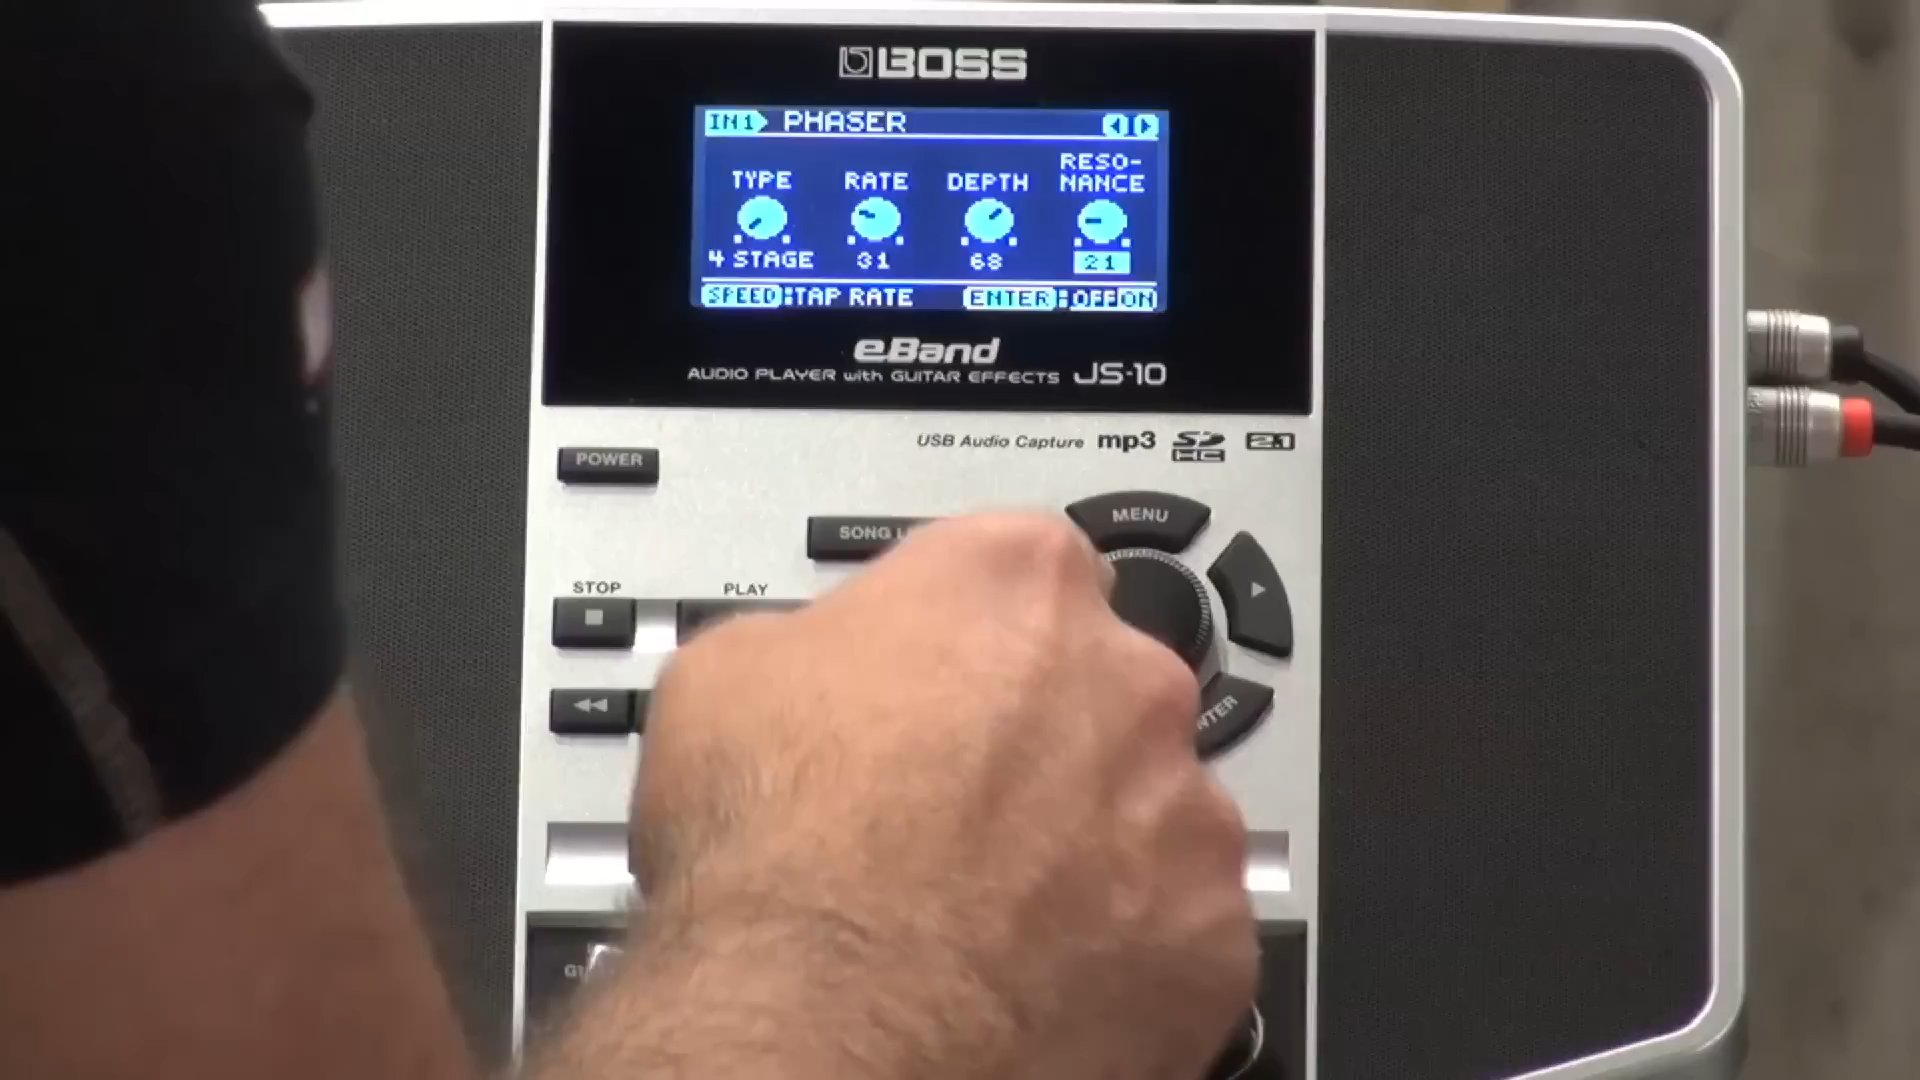 BOSS
IN1 PHASER
TYPE RATE DEPTH RESO-
NANCE
4 STAGE 31 68 21
SPEED:TAP RATE ENTER:OFF ON
eBand
AUDIO PLAYER with GUITAR EFFECTS JS-10
USB Audio Capture mp3 SD HC 2.1
POWER
MENU
SONG
STOP PLAY